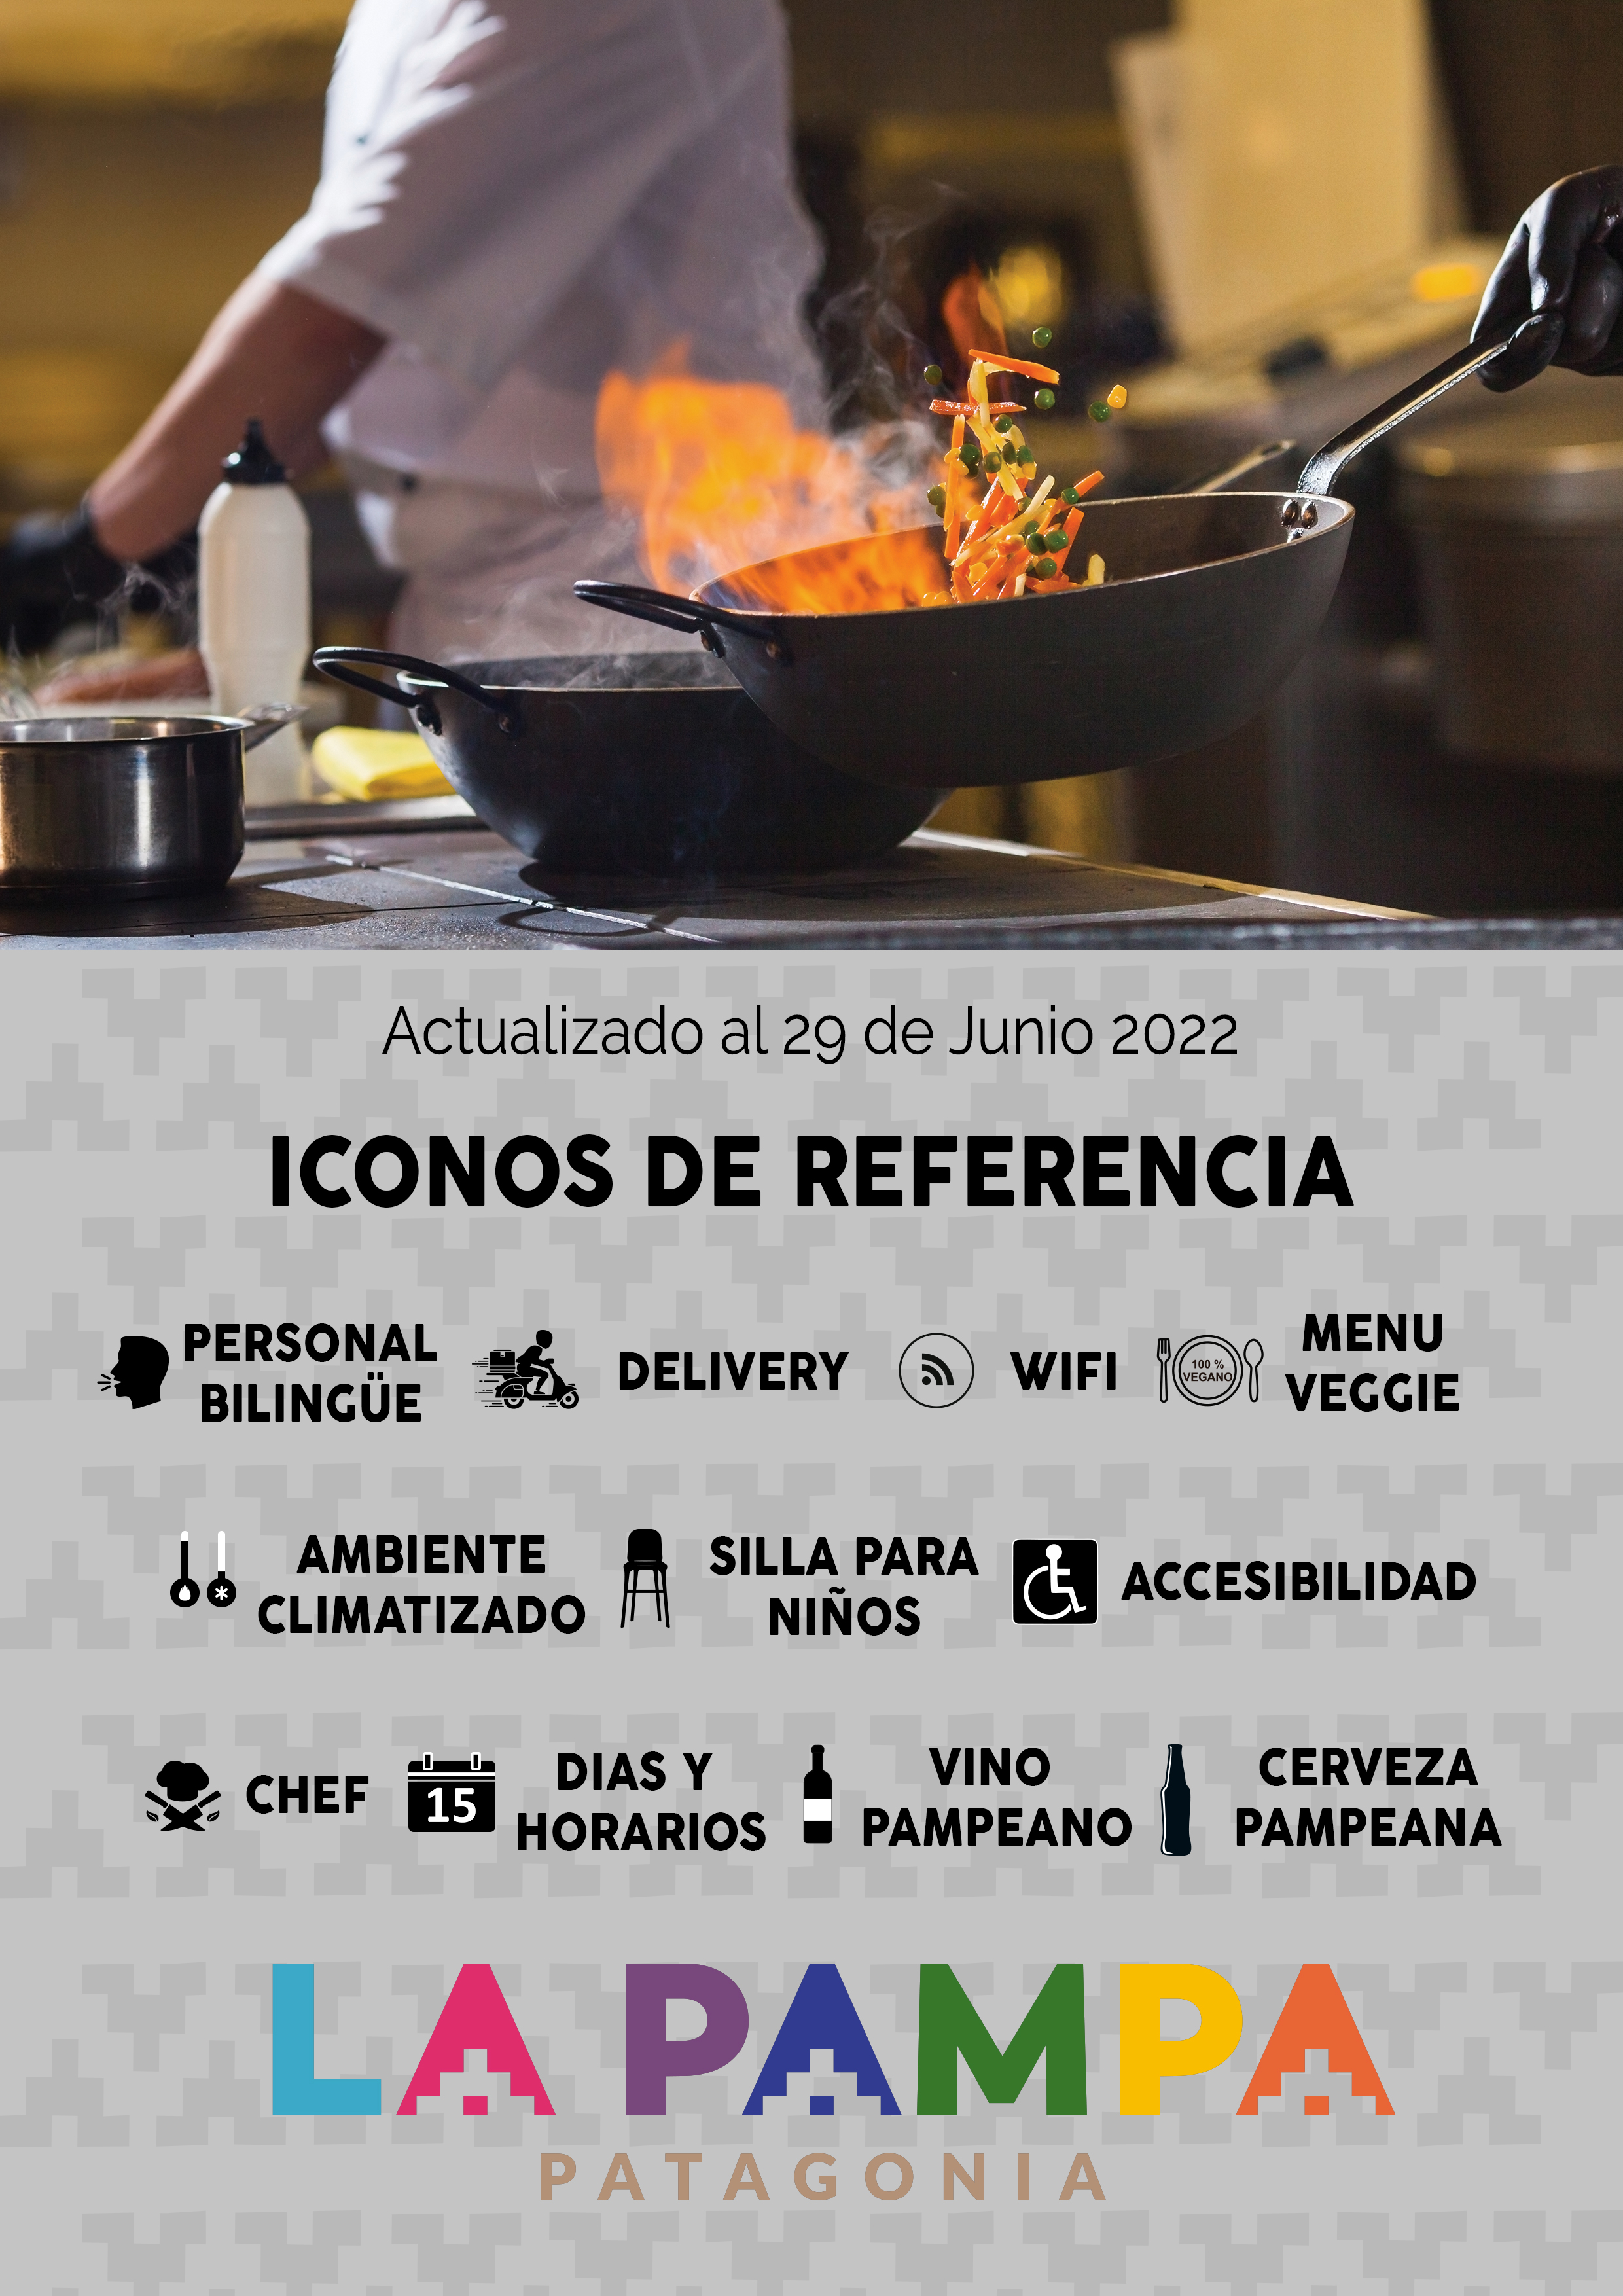 Actualizado al 29 de Junio 2022
ICONOS DE REFERENCIA
PERSONAL
BILINGÜE
DELIVERY
WIFI
100 %
VEGANO
MENU
VEGGIE
AMBIENTE
CLIMATIZADO
SILLA PARA
NIÑOS
ACCESIBILIDAD
CHEF
15
DIAS Y
HORARIOS
VINO
PAMPEANO
CERVEZA
PAMPEANA
LA PAMPA
PATAGONIA